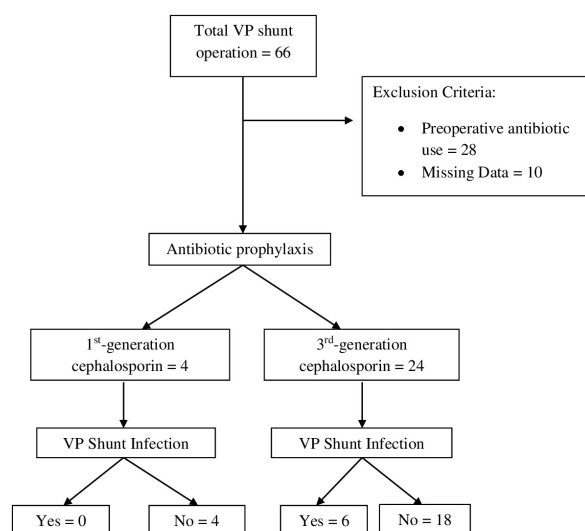 Total VP shunt
operation = 66
Exclusion Criteria:
• Preoperative antibiotic
use = 28
• Missing Data = 10
Antibiotic prophylaxis
1st-generation
cephalosporin = 4
3rd-generation
cephalosporin = 24
VP Shunt Infection
VP Shunt Infection
Yes = 0
No = 4
Yes = 6
No = 18